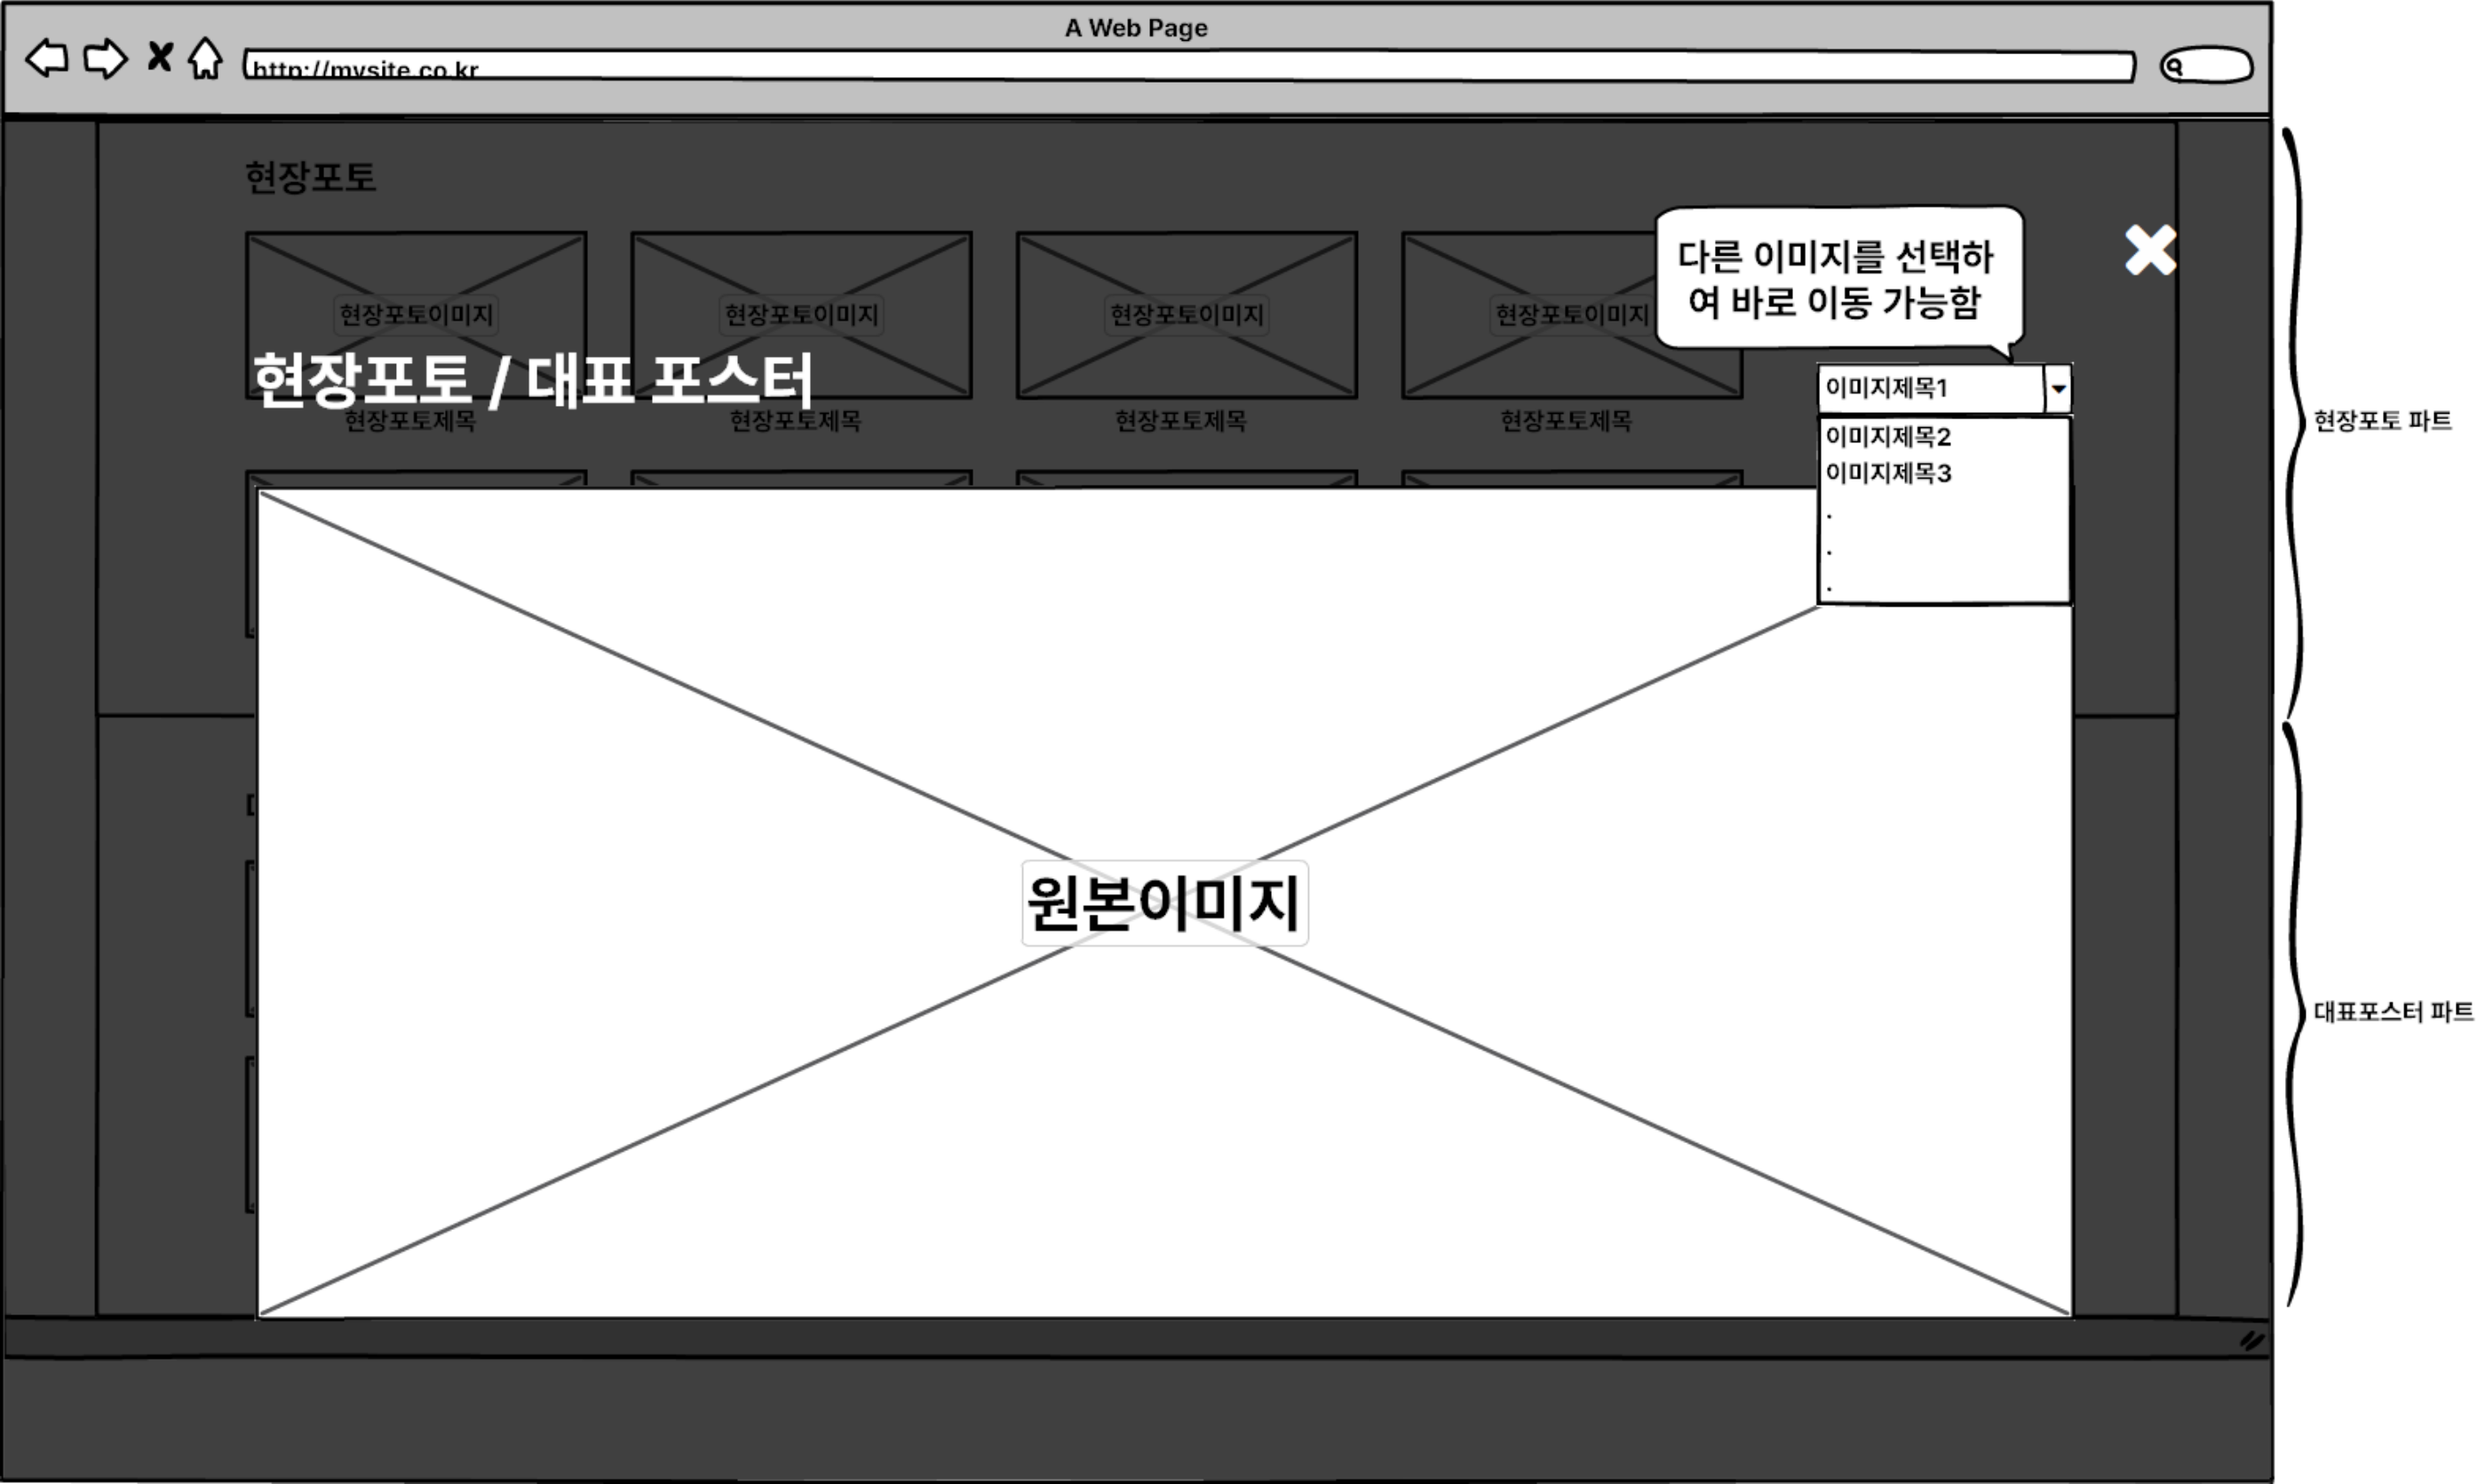 A Web Page
http://mysite.co.kr
현장포토
다른 이미지를 선택하
여 바로 이동 가능함
현장포토이미지
현장포토이미지
현장포토이미지
현장포토이미지
현장포토 / 대표 포스터
이미지제목1
현장포토제목
현장포토제목
현장포토제목
현장포토제목
이미지제목2
이미지제목3
.
.
.
현장포토 파트
원본이미지
대표포스터 파트